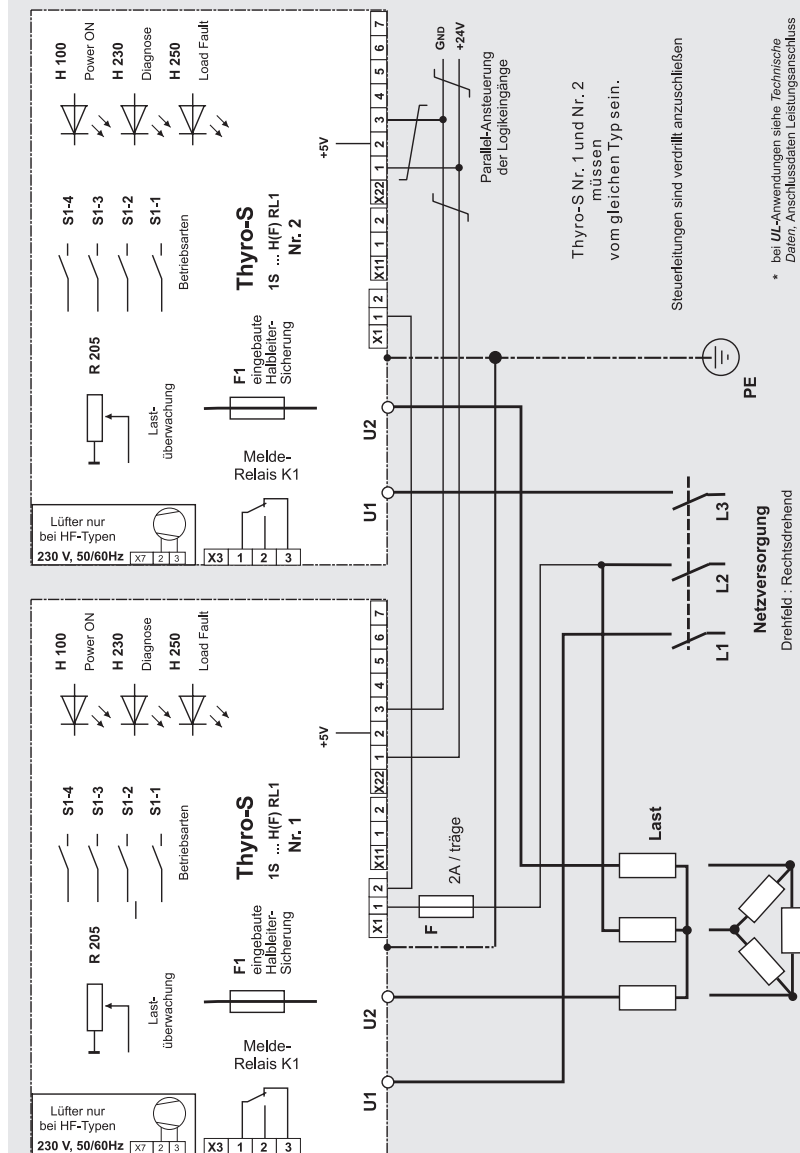 H 100
Power ON
H 230
Diagnose
H 250
Load Fault
S1-4
S1-3
S1-2
S1-1
Betriebsarten
R 205
Last-
überwachung
Thyro-S
1S ... H(F) RL1
Nr. 2
F1
eingebaute
Halbleiter-
Sicherung
Melde-
Relais K1
Lüfter nur
bei HF-Typen
230 V, 50/60Hz X7 2 3
X3 1 2 3
+5V
X1 1 2 X11 1 2 X22 1 2 3 4 5 6 7
U1
U2
GND
+24V
Parallel-Ansteuerung
der Logikeingänge
H 100
Power ON
H 230
Diagnose
H 250
Load Fault
S1-4
S1-3
S1-2
S1-1
Betriebsarten
R 205
Last-
überwachung
Thyro-S
1S ... H(F) RL1
Nr. 1
F1
eingebaute
Halbleiter-
Sicherung
Melde-
Relais K1
Lüfter nur
bei HF-Typen
230 V, 50/60Hz X7 2 3
X3 1 2 3
+5V
X1 1 2 X11 1 2 X22 1 2 3 4 5 6 7
U1
U2
F
2A / träge
Thyro-S Nr. 1 und Nr. 2
müssen
vom gleichen Typ sein.
Steuerleitungen sind verdrillt anzuschließen
* bei UL-Anwendungen siehe Technische
Daten, Anschlussdaten Leistungsanschluss
PE
L1
L2
L3
Netzversorgung
Drehfeld : Rechtsdrehend
Last